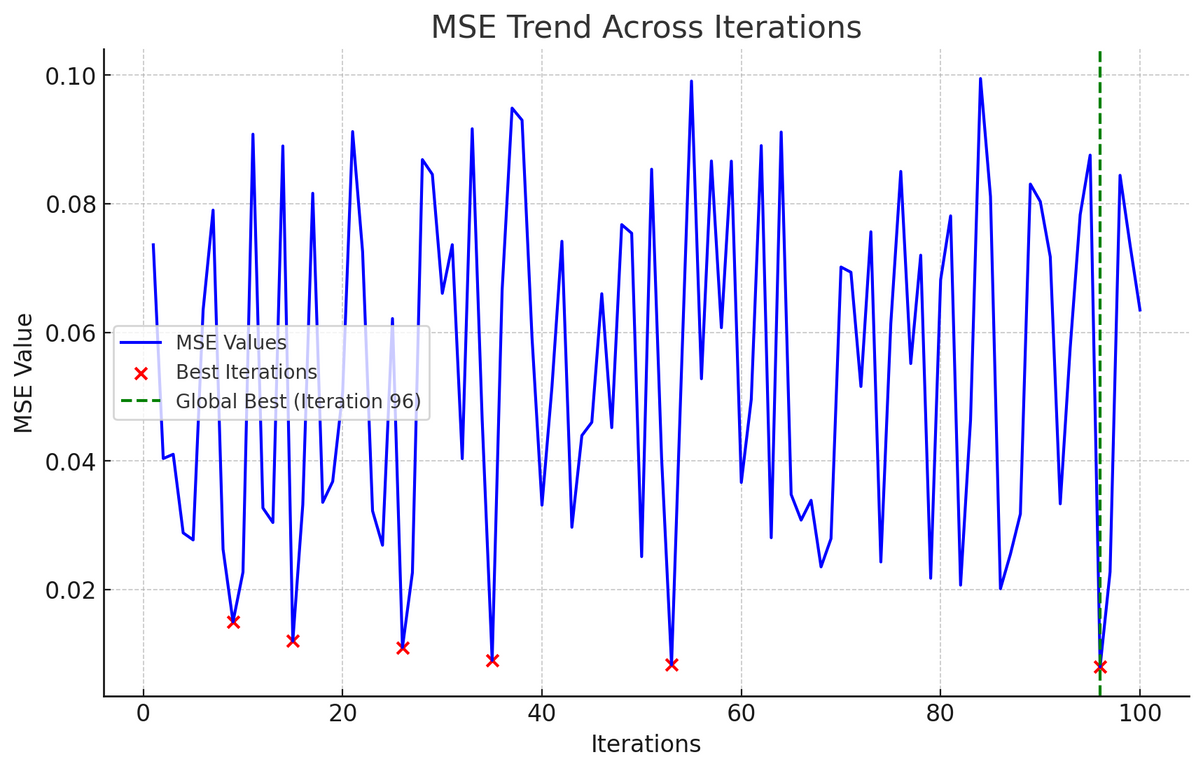 MSE Trend Across Iterations
0.10
0.08
0.06
0.04
0.02
MSE Value
MSE Values
Best Iterations
Global Best (Iteration 96)
0 20 40 60 80 100
Iterations